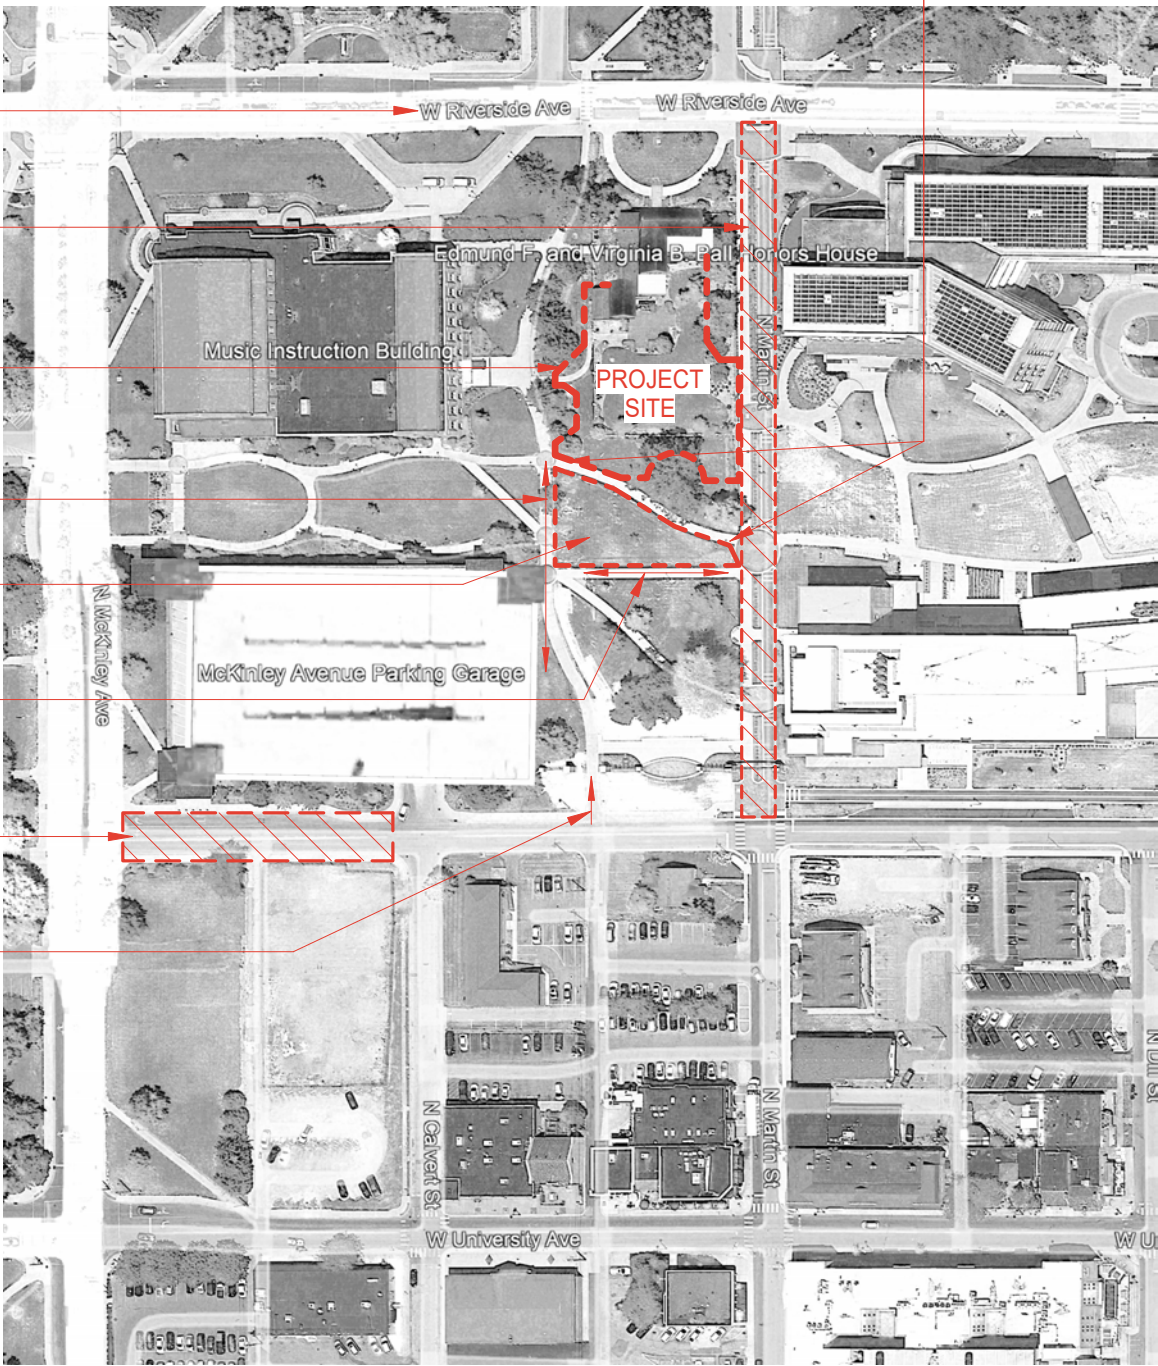 W Riverside Ave
W Riverside Ave
Edmund F. and Virginia B. Ball Honors House
N Martin St
Music Instruction Building
PROJECT
SITE
N McKinley Ave
McKinley Avenue Parking Garage
N Dill St
N Calvert St
N Martin St
W University Ave
W Un